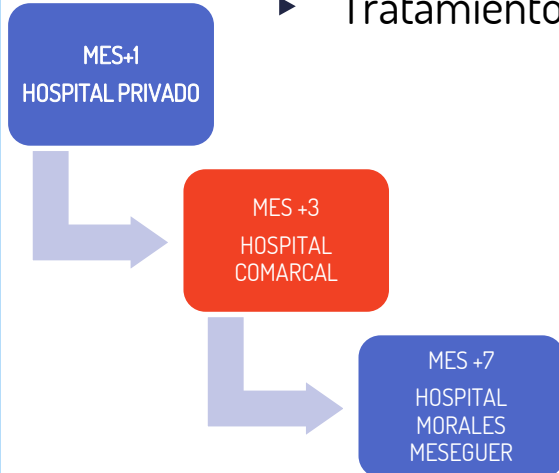 Tratamiento
MES+1
HOSPITAL PRIVADO
MES +3
HOSPITAL
COMARCAL
MES +7
HOSPITAL
MORALES
MESEGUER